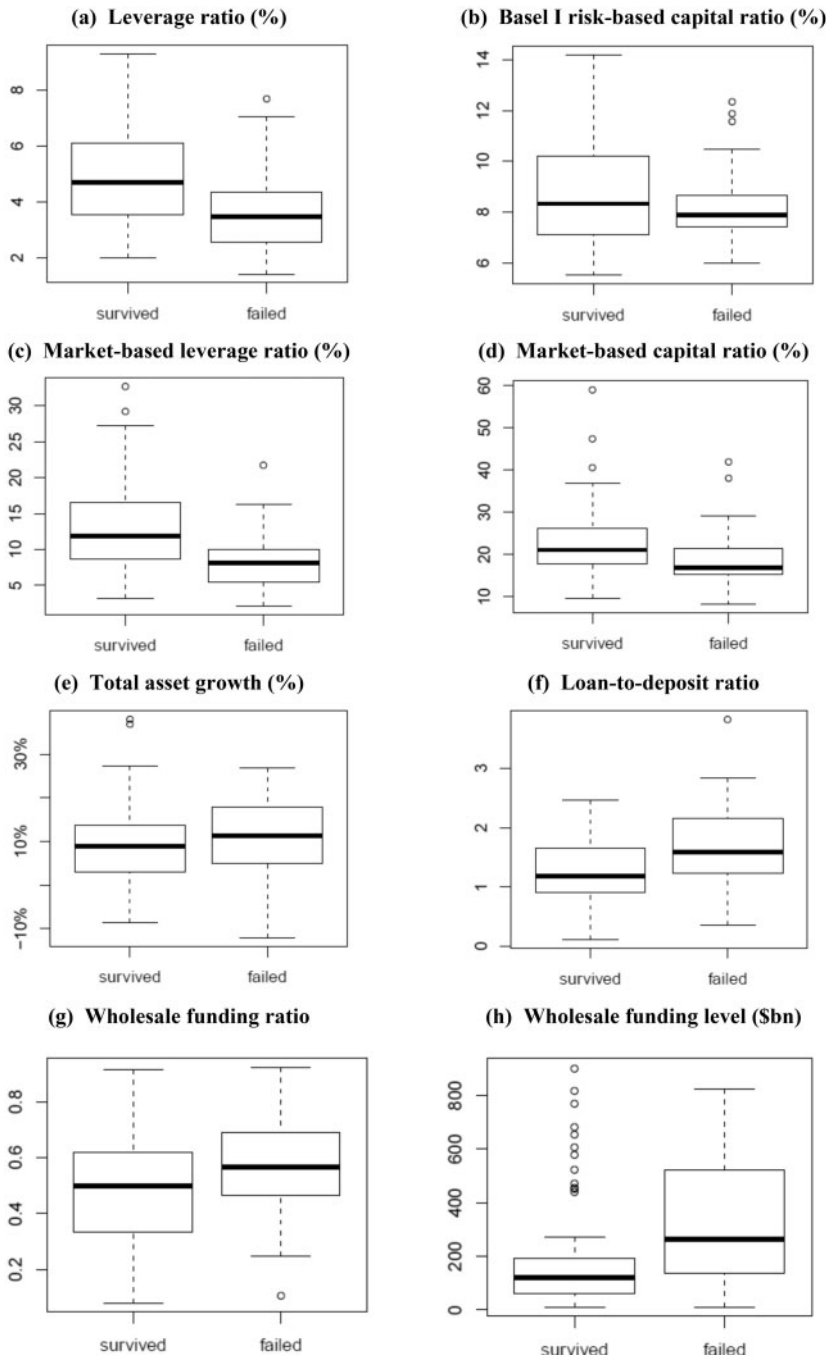 (a) Leverage ratio (%)
8
6
4
2
survived failed
(b) Basel I risk-based capital ratio (%)
14
12
10
8
6
survived failed
(c) Market-based leverage ratio (%)
30
25
20
15
10
5
survived failed
(d) Market-based capital ratio (%)
60
50
40
30
20
10
survived failed
(e) Total asset growth (%)
30%
10%
−10%
survived failed
(f) Loan-to-deposit ratio
3
2
1
0
survived failed
(g) Wholesale funding ratio
0.8
0.6
0.4
0.2
survived failed
(h) Wholesale funding level ($bn)
800
600
400
200
0
survived failed